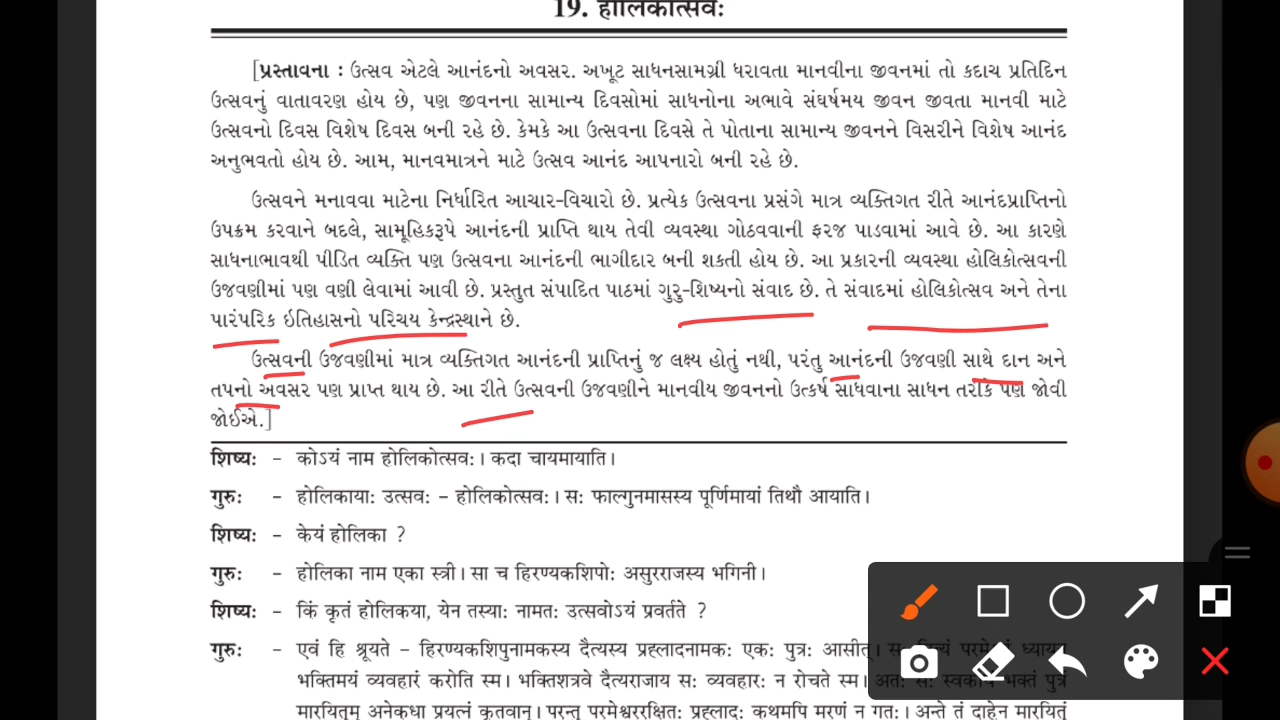 19. होलिकोत्सवः
[પ્રસ્તાવના : ઉત્સવ એટલે આનંદનો અવસર. અખૂટ સાધનસામગ્રી ધરાવતા માનવીના જીવનમાં તો કદાચ પ્રતિદિન
ઉત્સવનું વાતાવરણ હોય છે, પણ જીવનના સામાન્ય દિવસોમાં સાધનોના અભાવે સંઘર્ષમય જીવન જીવતા માનવી માટે
ઉત્સવનો દિવસ વિશેષ દિવસ બની રહે છે. કેમકે આ ઉત્સવના દિવસે તે પોતાના સામાન્ય જીવનને વિસરીને વિશેષ આનંદ
અનુભવતો હોય છે. આમ, માનવમાત્રને માટે ઉત્સવ આનંદ આપનારો બની રહે છે.
ઉત્સવને મનાવવા માટેના નિર્ધારિત આચાર-વિચારો છે. પ્રત્યેક ઉત્સવના પ્રસંગે માત્ર વ્યક્તિગત રીતે આનંદપ્રાપ્તિનો
ઉપક્રમ કરવાને બદલે, સામૂહિકરૂપે આનંદની પ્રાપ્તિ થાય તેવી વ્યવસ્થા ગોઠવવાની ફરજ પાડવામાં આવે છે. આ કારણે
સાધનાભાવથી પીડિત વ્યક્તિ પણ ઉત્સવના આનંદની ભાગીદાર બની શકતી હોય છે. આ પ્રકારની વ્યવસ્થા હોલિકોત્સવની
ઉજવણીમાં પણ વણી લેવામાં આવી છે. પ્રસ્તુત સંપાદિત પાઠમાં ગુરુ-શિષ્યનો સંવાદ છે. તે સંવાદમાં હોલિકોત્સવ અને તેના
પારંપરિક ઇતિહાસનો પરિચય કેન્દ્રસ્થાને છે.
ઉત્સવની ઉજવણીમાં માત્ર વ્યક્તિગત આનંદની પ્રાપ્તિનું જ લક્ષ્ય હોતું નથી, પરંતુ આનંદની ઉજવણી સાથે દાન અને
તપનો અવસર પણ પ્રાપ્ત થાય છે. આ રીતે ઉત્સવની ઉજવણીને માનવીય જીવનનો ઉત્કર્ષ સાધવાના સાધન તરીકે પણ જોવી
જોઈએ.]
शिष्यः – कोऽयं नाम होलिकोत्सवः। कदा चायमायाति।
गुरुः – होलिकायाः उत्सवः – होलिकोत्सवः। सः फाल्गुनमासस्य पूर्णिमायां तिथौ आयाति।
शिष्यः – केयं होलिका ?
गुरुः – होलिका नाम एका स्त्री। सा च हिरण्यकशिपोः असुरराजस्य भगिनी।
शिष्यः – किं कृतं होलिकया, येन तस्याः नामतः उत्सवोऽयं प्रवर्तते ?
गुरुः – एवं हि श्रूयते – हिरण्यकशिपुनामकस्य दैत्यस्य प्रह्लादनामकः एकः पुत्रः आसीत्।
भक्तिमयं व्यवहारं करोति स्म। भक्तिशत्रवे दैत्यराजाय सः व्यवहारः न रोचते स्म। अतः सः स्वकीयं भक्तं पुत्रं
मारयितुम् अनेकधा प्रयत्नं कृतवान्। परन्तु परमेश्वररक्षितः प्रह्लादः कथमपि मरणं न गतः। अन्ते तं दाहेन मारयितुं